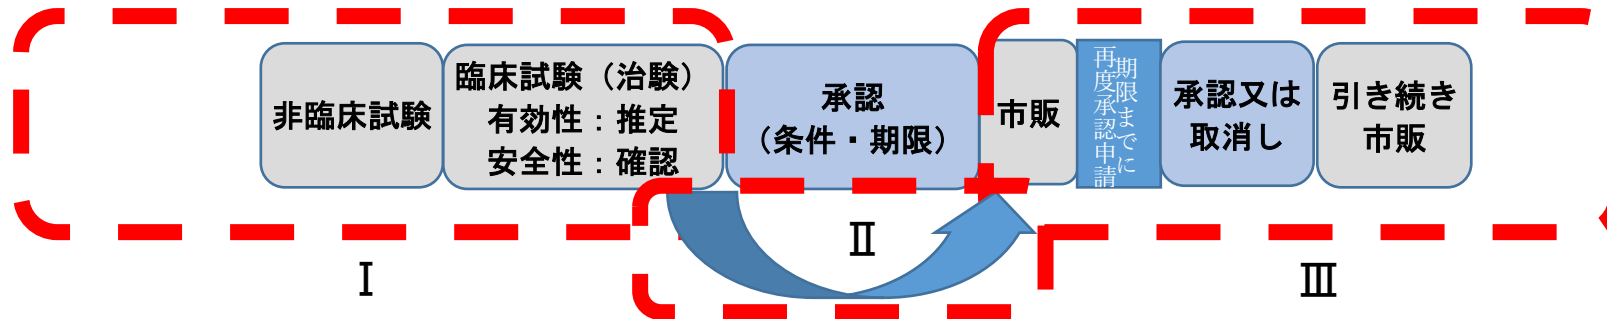 非臨床試験
臨床試験（治験）
有効性：推定
安全性：確認
承認
（条件・期限）
市販
期限までに
再度承認申請
承認又は
取消し
引き続き
市販
Ⅰ
Ⅱ
Ⅲ